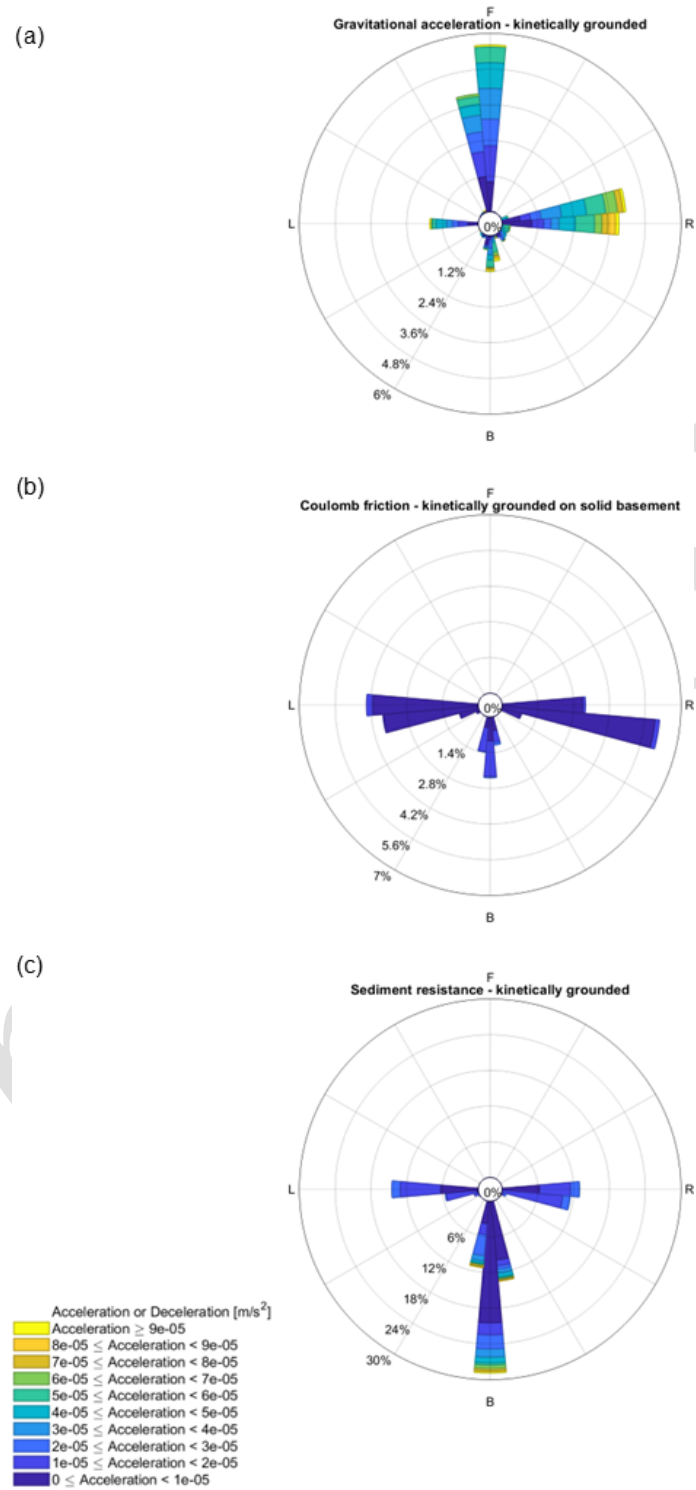 (a)
F
Gravitational acceleration - kinetically grounded
L
0%
R
1.2%
2.4%
3.6%
4.8%
6%
B
(b)
F
Coulomb friction - kinetically grounded on solid basement
L
0%
R
1.4%
2.8%
4.2%
5.6%
7%
B
(c)
F
Sediment resistance - kinetically grounded
L
0%
R
6%
12%
18%
24%
30%
B
Acceleration or Deceleration [m/s²]
Acceleration ≥ 9e-05
8e-05 ≤ Acceleration < 9e-05
7e-05 ≤ Acceleration < 8e-05
6e-05 ≤ Acceleration < 7e-05
5e-05 ≤ Acceleration < 6e-05
4e-05 ≤ Acceleration < 5e-05
3e-05 ≤ Acceleration < 4e-05
2e-05 ≤ Acceleration < 3e-05
1e-05 ≤ Acceleration < 2e-05
0 ≤ Acceleration < 1e-05